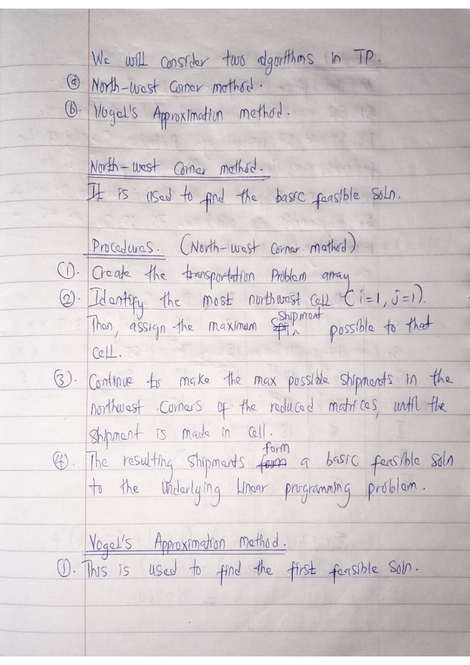 We will consider two algorithms in TP.
ⓐ North-west Corner method.
ⓑ. Vogel's Approximation method.
North-west Corner method.
It is used to find the basic feasible Soln.
Procedures. (North-west Corner method)
①. Create the transportation Problem array
②. Identify the most northwest cell (i=1, j=1).
Then, assign the maximum Shipment possible to that
cell.
③. Continue to make the max possible shipments in the
northwest corners of the reduced matrices, until the
shipment is made in cell.
④. The resulting shipments form a basic feasible Soln
to the Underlying Linear programming problem.
Vogel's Approximation method.
①. This is used to find the first feasible Soln.